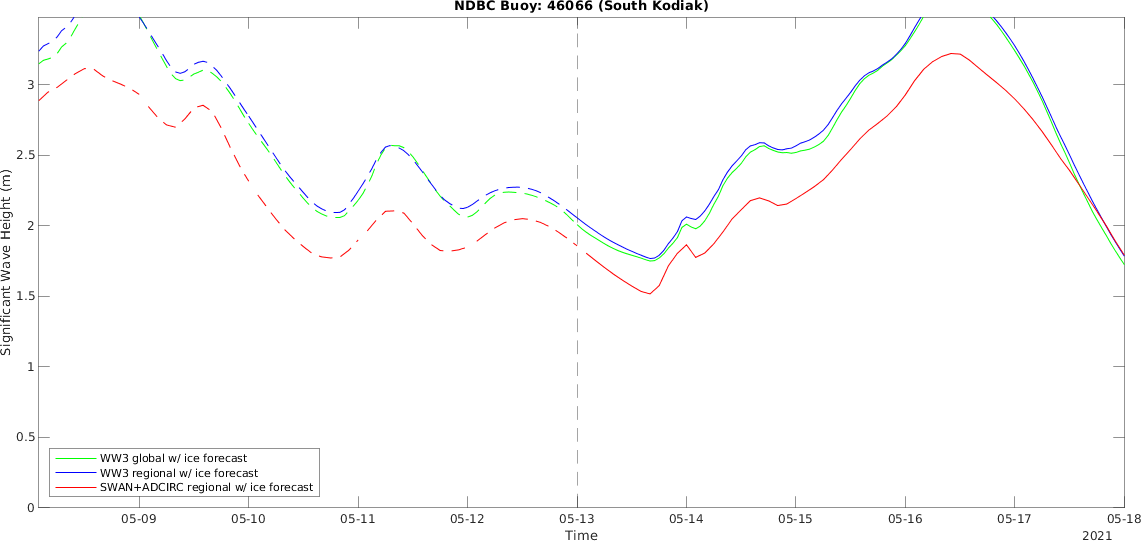 NDBC Buoy: 46066 (South Kodiak)
Significant Wave Height (m)
3
2.5
2
1.5
1
0.5
0
WW3 global w/ ice forecast
WW3 regional w/ ice forecast
SWAN+ADCIRC regional w/ ice forecast
05-09 05-10 05-11 05-12 05-13 05-14 05-15 05-16 05-17 05-18
Time
2021